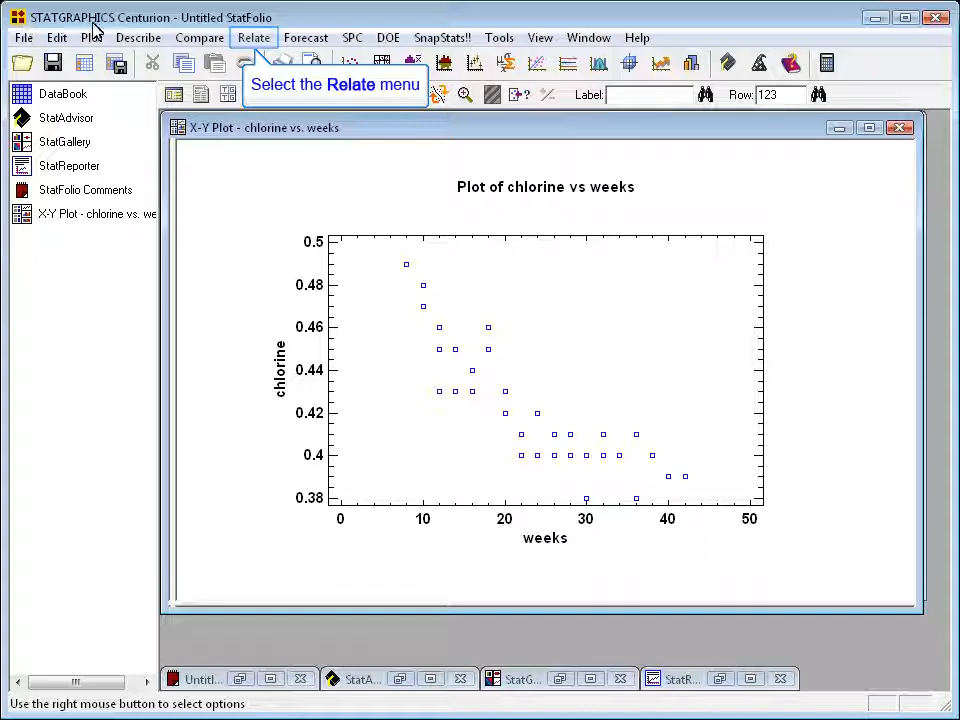 STATGRAPHICS Centurion - Untitled StatFolio
File Edit Plot Describe Compare Relate Forecast SPC DOE SnapStats!! Tools View Window Help
Select the Relate menu
Label: Row: 123
DataBook
StatAdvisor
StatGallery
StatReporter
StatFolio Comments
X-Y Plot - chlorine vs. we
X-Y Plot - chlorine vs. weeks
Plot of chlorine vs weeks
0.5
0.48
0.46
0.44
0.42
0.4
0.38
chlorine
0 10 20 30 40 50
weeks
Untitl... StatA... StatG... StatR...
Use the right mouse button to select options